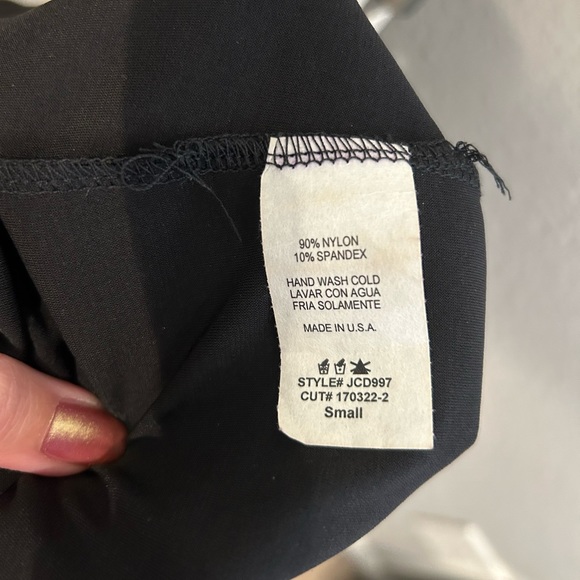 90% NYLON
10% SPANDEX
HAND WASH COLD
LAVAR CON AGUA
FRIA SOLAMENTE
MADE IN U.S.A.
STYLE# JCD997
CUT# 170322-2
Small